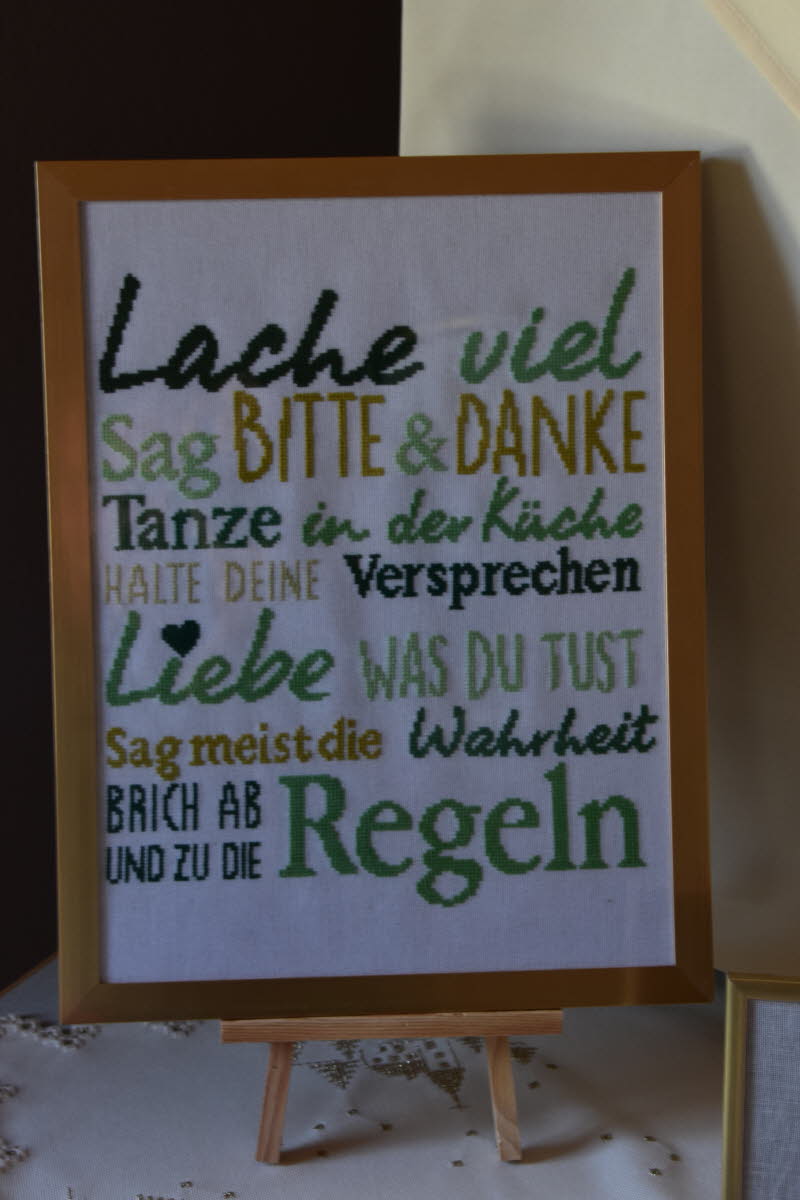 Lache viel
Sag BITTE & DANKE
Tanze in der Küche
HALTE DEINE Versprechen
Liebe WAS DU TUST
Sag meist die Wahrheit
BRICH AB
UND ZU DIE Regeln